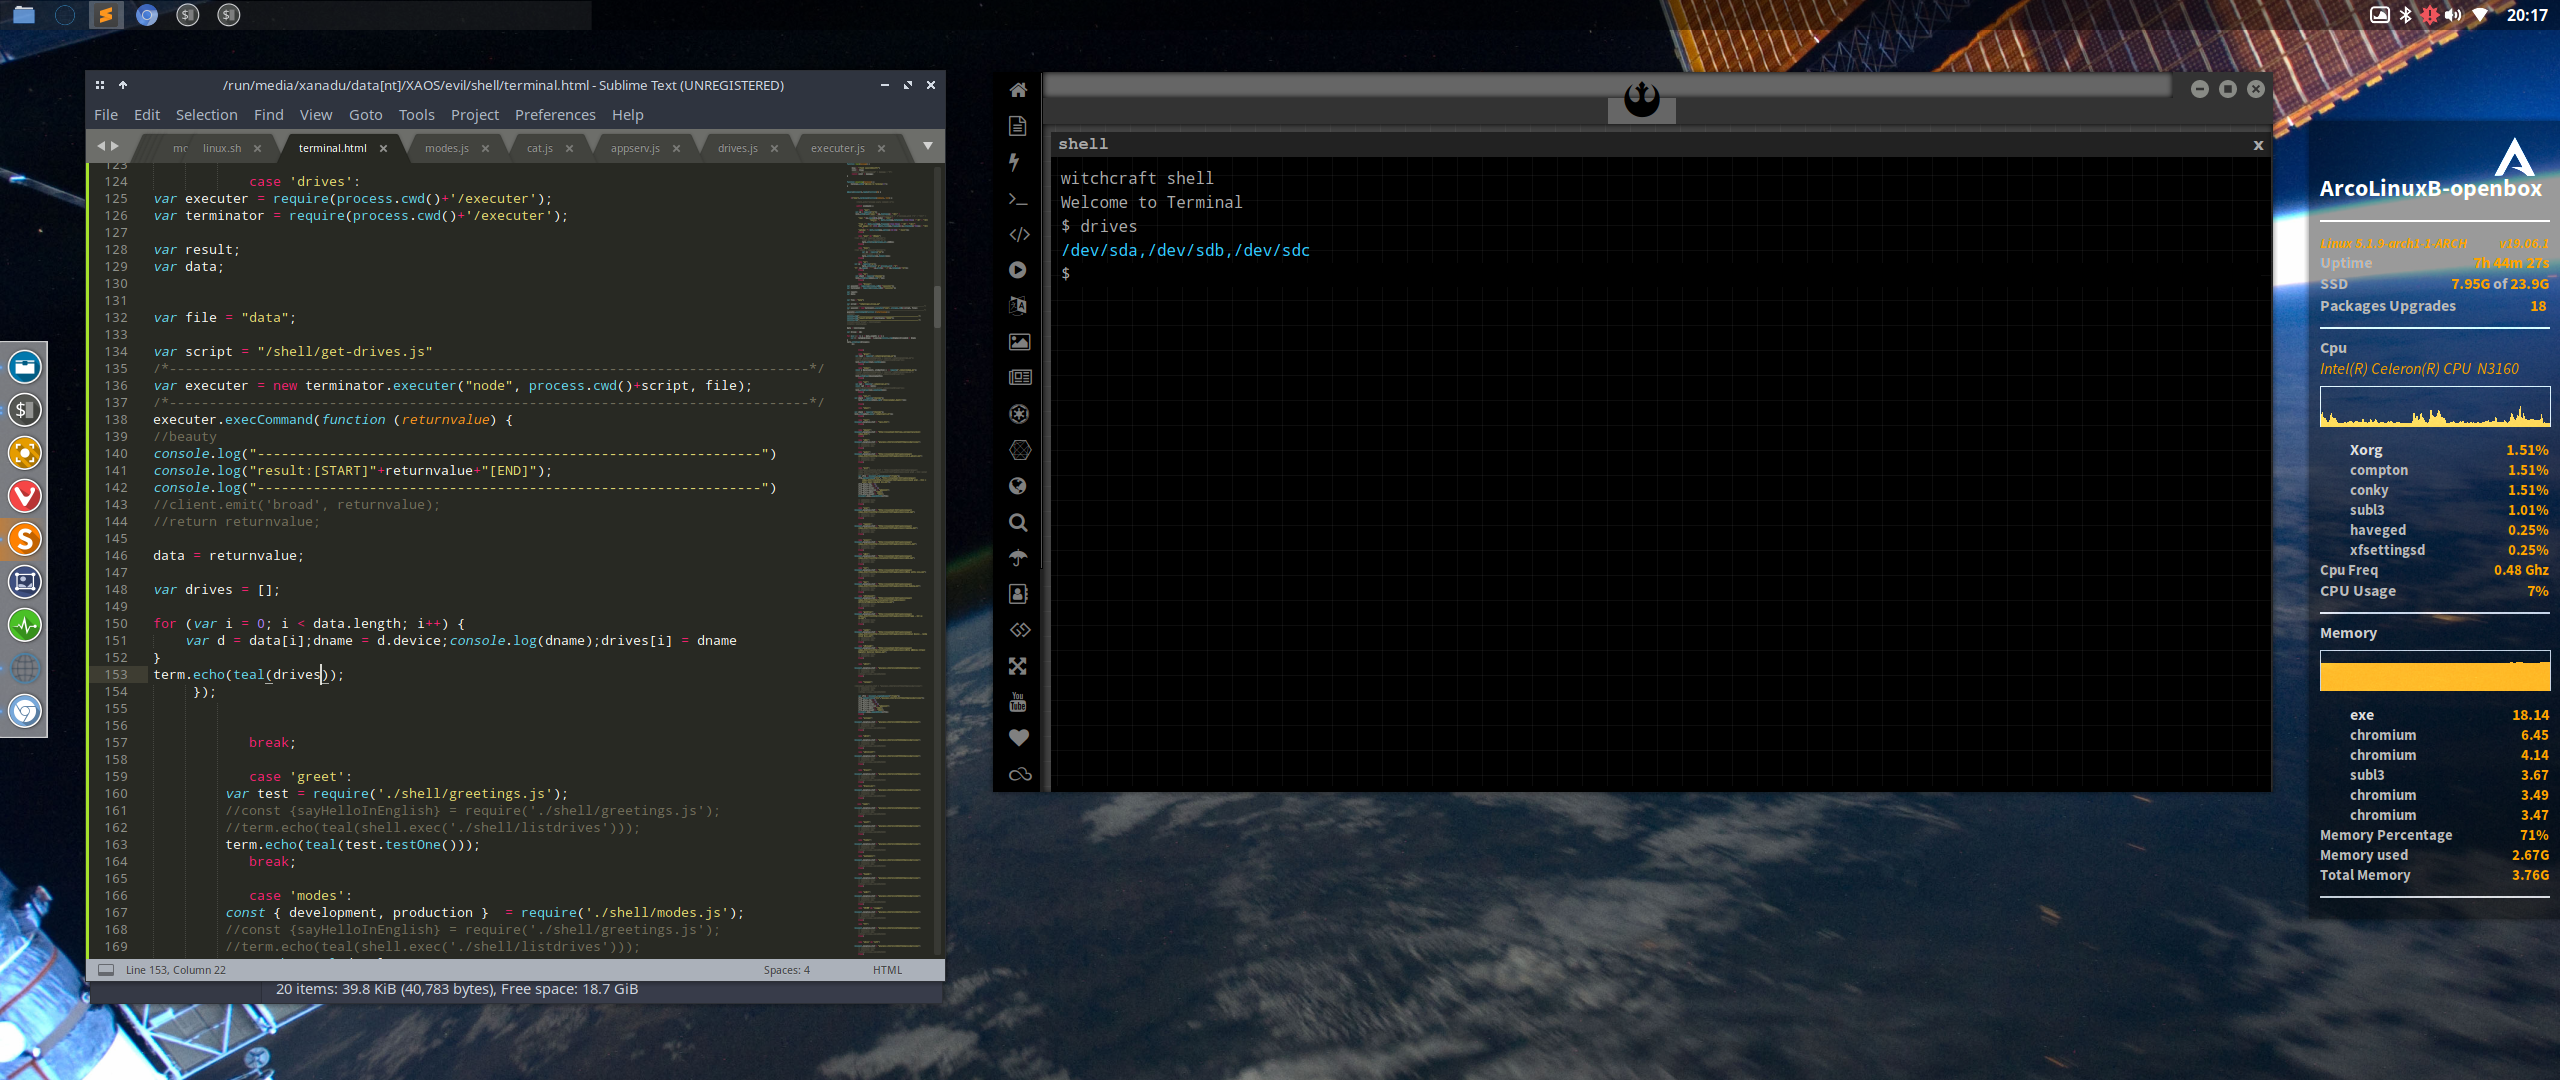 20:17
/run/media/xanadu/data[nt]/XAOS/evil/shell/terminal.html - Sublime Text (UNREGISTERED)
File Edit Selection Find View Goto Tools Project Preferences Help
linux.sh terminal.html modes.js cat.js appserv.js drives.js executer.js
123
124 case 'drives':
125 var executer = require(process.cwd()+'/executer');
126 var terminator = require(process.cwd()+'/executer');
127
128 var result;
129 var data;
130
131
132 var file = "data";
133
134 var script = "/shell/get-drives.js"
135 /*--------------------------------------------------------------------------------*/
136 var executer = new terminator.executer("node", process.cwd()+script, file);
137 /*--------------------------------------------------------------------------------*/
138 executer.execCommand(function (returnvalue) {
139 //beauty
140 console.log("---------------------------------------------------------------")
141 console.log("result:[START]"+returnvalue+"[END]");
142 console.log("---------------------------------------------------------------")
143 //client.emit('broad', returnvalue);
144 //return returnvalue;
145
146 data = returnvalue;
147
148 var drives = [];
149
150 for (var i = 0; i < data.length; i++) {
151 var d = data[i];dname = d.device;console.log(dname);drives[i] = dname
152 }
153 term.echo(teal(drives));
154 });
155
156
157 break;
158
159 case 'greet':
160 var test = require('./shell/greetings.js');
161 //const {sayHelloInEnglish} = require('./shell/greetings.js');
162 //term.echo(teal(shell.exec('./shell/listdrives')));
163 term.echo(teal(test.testOne()));
164 break;
165
166 case 'modes':
167 const { development, production } = require('./shell/modes.js');
168 //const {sayHelloInEnglish} = require('./shell/greetings.js');
169 //term.echo(teal(shell.exec('./shell/listdrives')));
Line 153, Column 22 Spaces: 4 HTML
20 items: 39.8 KiB (40,783 bytes), Free space: 18.7 GiB
shell x
witchcraft shell
Welcome to Terminal
$ drives
/dev/sda,/dev/sdb,/dev/sdc
$
You
Tube
ArcoLinuxB-openbox
Linux 5.1.9-arch1-1-ARCH v19.06.1
Uptime 7h 44m 27s
SSD 7.95G of 23.9G
Packages Upgrades 18
Cpu
Intel(R) Celeron(R) CPU N3160
Xorg 1.51%
compton 1.51%
conky 1.51%
subl3 1.01%
haveged 0.25%
xfsettingsd 0.25%
Cpu Freq 0.48 Ghz
CPU Usage 7%
Memory
exe 18.14
chromium 6.45
chromium 4.14
subl3 3.67
chromium 3.49
chromium 3.47
Memory Percentage 71%
Memory used 2.67G
Total Memory 3.76G